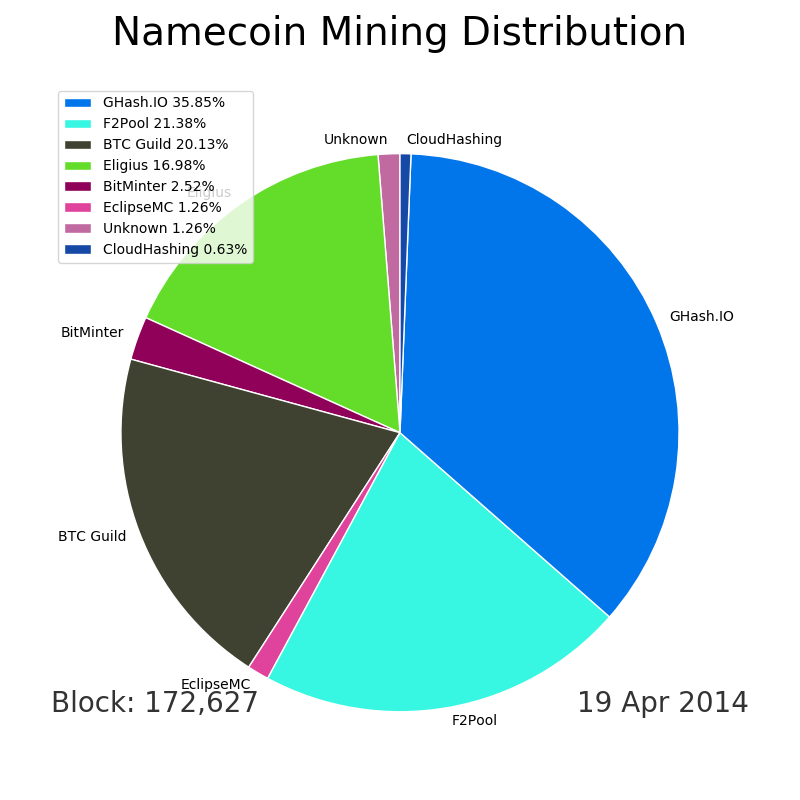 Namecoin Mining Distribution
GHash.IO 35.85%
F2Pool 21.38%
BTC Guild 20.13%
Eligius 16.98%
BitMinter 2.52%
EclipseMC 1.26%
Unknown 1.26%
CloudHashing 0.63%
Unknown
CloudHashing
Eligius
GHash.IO
BitMinter
BTC Guild
EclipseMC
F2Pool
Block: 172,627
19 Apr 2014